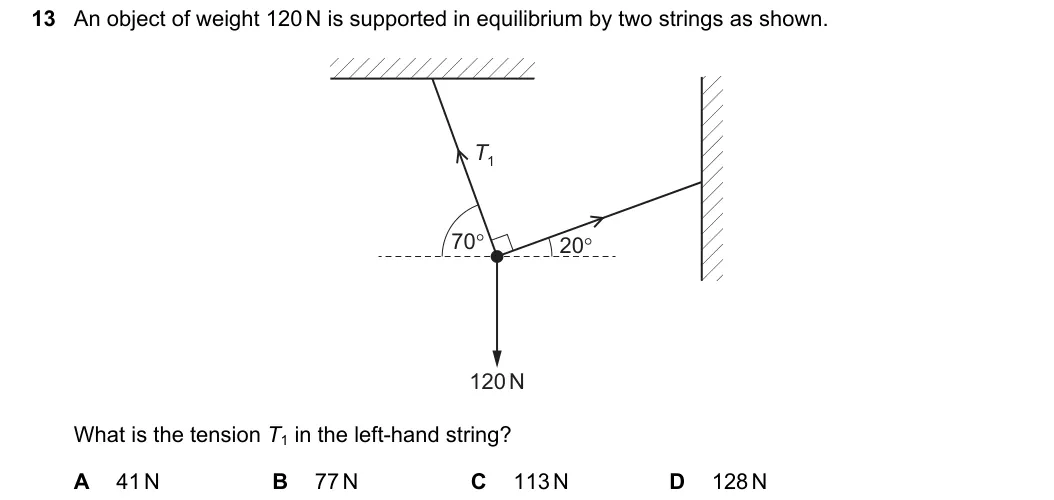 13 An object of weight 120 N is supported in equilibrium by two strings as shown.
T₁
70°
20°
120 N
What is the tension T₁ in the left-hand string?
A 41 N B 77 N C 113 N D 128 N